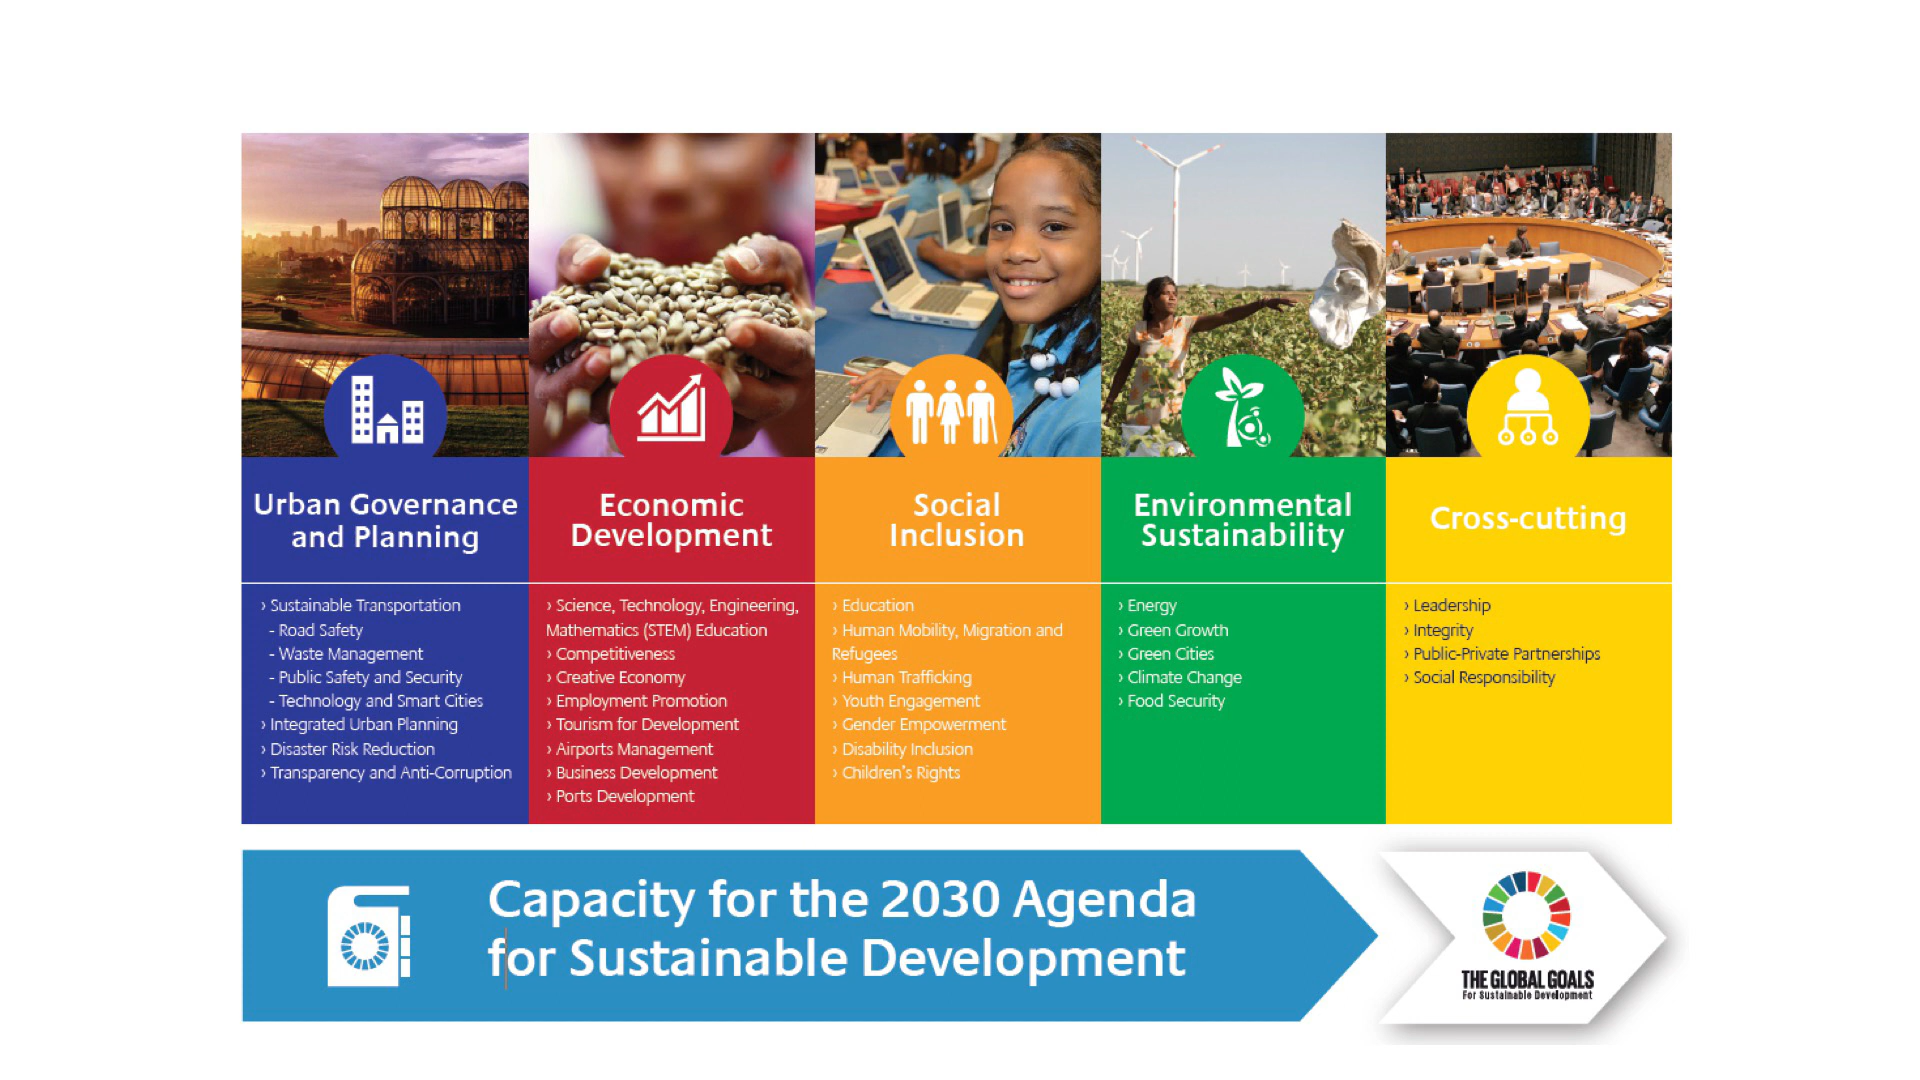 Urban Governance
and Planning
› Sustainable Transportation
- Road Safety
- Waste Management
- Public Safety and Security
- Technology and Smart Cities
› Integrated Urban Planning
› Disaster Risk Reduction
› Transparency and Anti-Corruption
Economic
Development
› Science, Technology, Engineering,
Mathematics (STEM) Education
› Competitiveness
› Creative Economy
› Employment Promotion
› Tourism for Development
› Airports Management
› Business Development
› Ports Development
Social
Inclusion
› Education
› Human Mobility, Migration and
Refugees
› Human Trafficking
› Youth Engagement
› Gender Empowerment
› Disability Inclusion
› Children's Rights
Environmental
Sustainability
› Energy
› Green Growth
› Green Cities
› Climate Change
› Food Security
Cross-cutting
› Leadership
› Integrity
› Public-Private Partnerships
› Social Responsibility
Capacity for the 2030 Agenda
for Sustainable Development
THE GLOBAL GOALS
For Sustainable Development